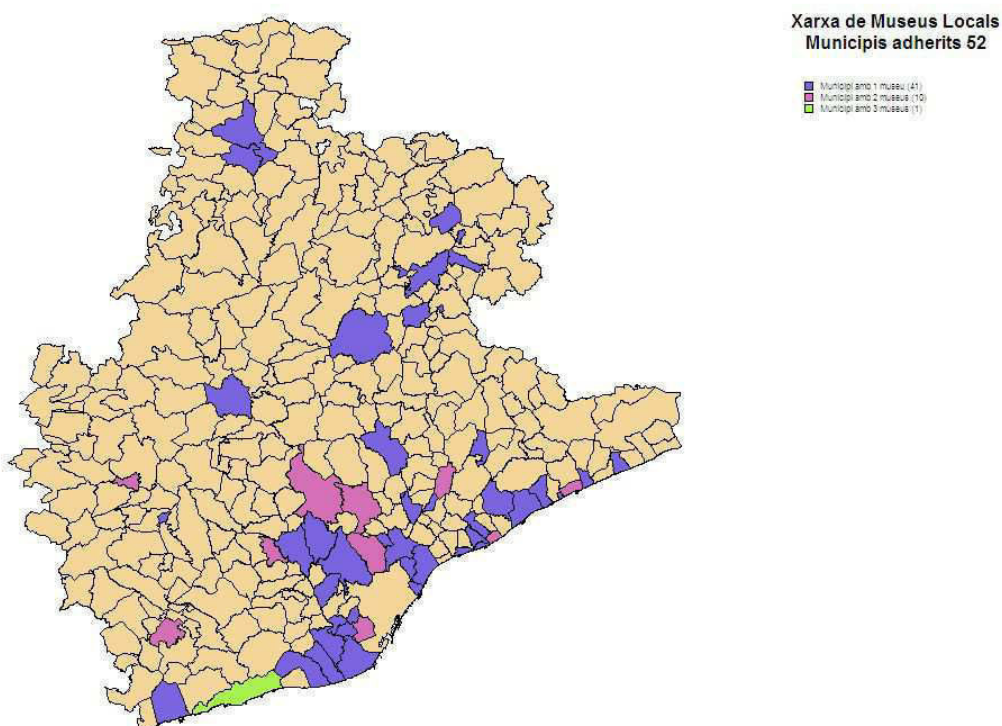 Xarxa de Museus Locals
Municipis adherits 52
Municipi amb 1 museu (41)
Municipi amb 2 museus (10)
Municipi amb 3 museus (1)